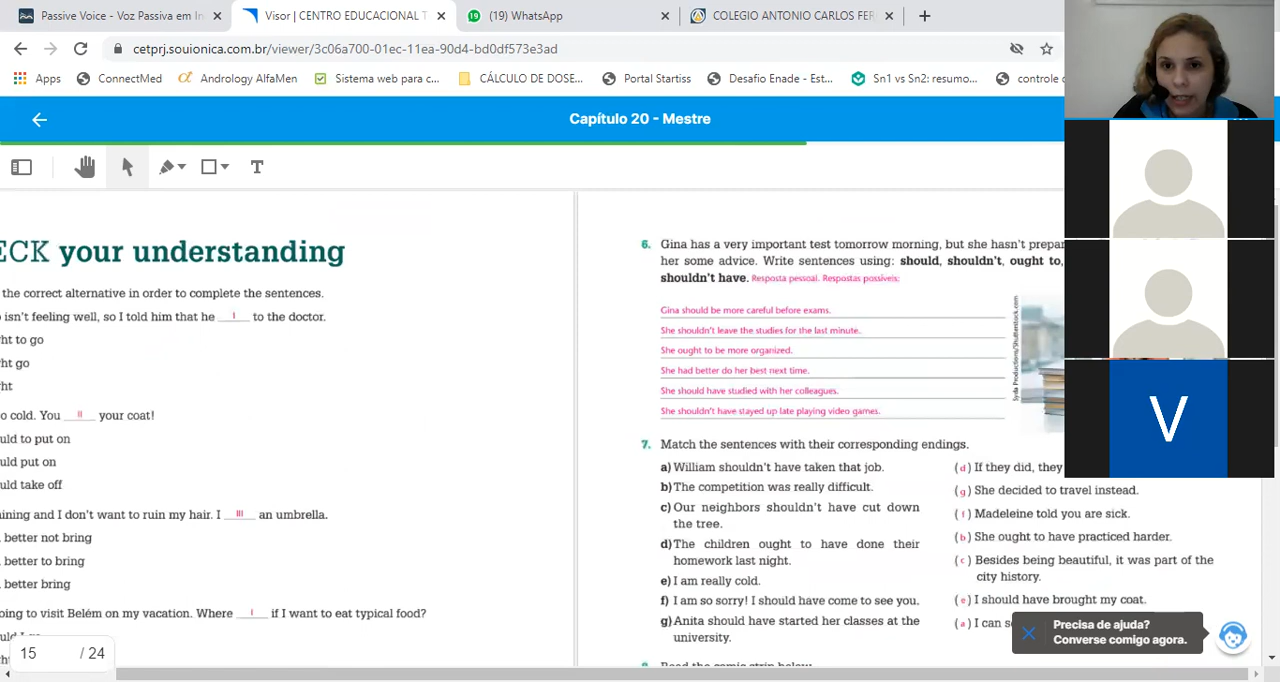 Passive Voice - Voz Passiva em In
Visor | CENTRO EDUCACIONAL T
(19) WhatsApp
COLEGIO ANTONIO CARLOS FER
cetprj.souionica.com.br/viewer/3c06a700-01ec-11ea-90d4-bd0df573e3ad
Apps
ConnectMed
Andrology AlfaMen
Sistema web para c...
CÁLCULO DE DOSE...
Portal Startiss
Desafio Enade - Est...
Sn1 vs Sn2: resumo...
controle
Capítulo 20 - Mestre
T
ECK your understanding
the correct alternative in order to complete the sentences.
isn't feeling well, so I told him that he I to the doctor.
ht to go
ht go
ht
o cold. You II your coat!
uld to put on
uld put on
uld take off
ining and I don't want to ruin my hair. I III an umbrella.
better not bring
better to bring
better bring
oing to visit Belém on my vacation. Where I if I want to eat typical food?
15 / 24
6. Gina has a very important test tomorrow morning, but she hasn't prepar
her some advice. Write sentences using: should, shouldn't, ought to,
shouldn't have. Resposta pessoal. Respostas possíveis:
Gina should be more careful before exams.
She shouldn't leave the studies for the last minute.
She ought to be more organized.
She had better do her best next time.
She should have studied with her colleagues.
She shouldn't have stayed up late playing video games.
Syda Productions/Shutterstock.com
7. Match the sentences with their corresponding endings.
a) William shouldn't have taken that job.
b) The competition was really difficult.
c) Our neighbors shouldn't have cut down
the tree.
d) The children ought to have done their
homework last night.
e) I am really cold.
f) I am so sorry! I should have come to see you.
g) Anita should have started her classes at the
university.
(d) If they did, they
(g) She decided to travel instead.
(f) Madeleine told you are sick.
(b) She ought to have practiced harder.
(c) Besides being beautiful, it was part of the
city history.
(e) I should have brought my coat.
(a) I can s
8. Read the comic strip below.
Precisa de ajuda?
Converse comigo agora.
V